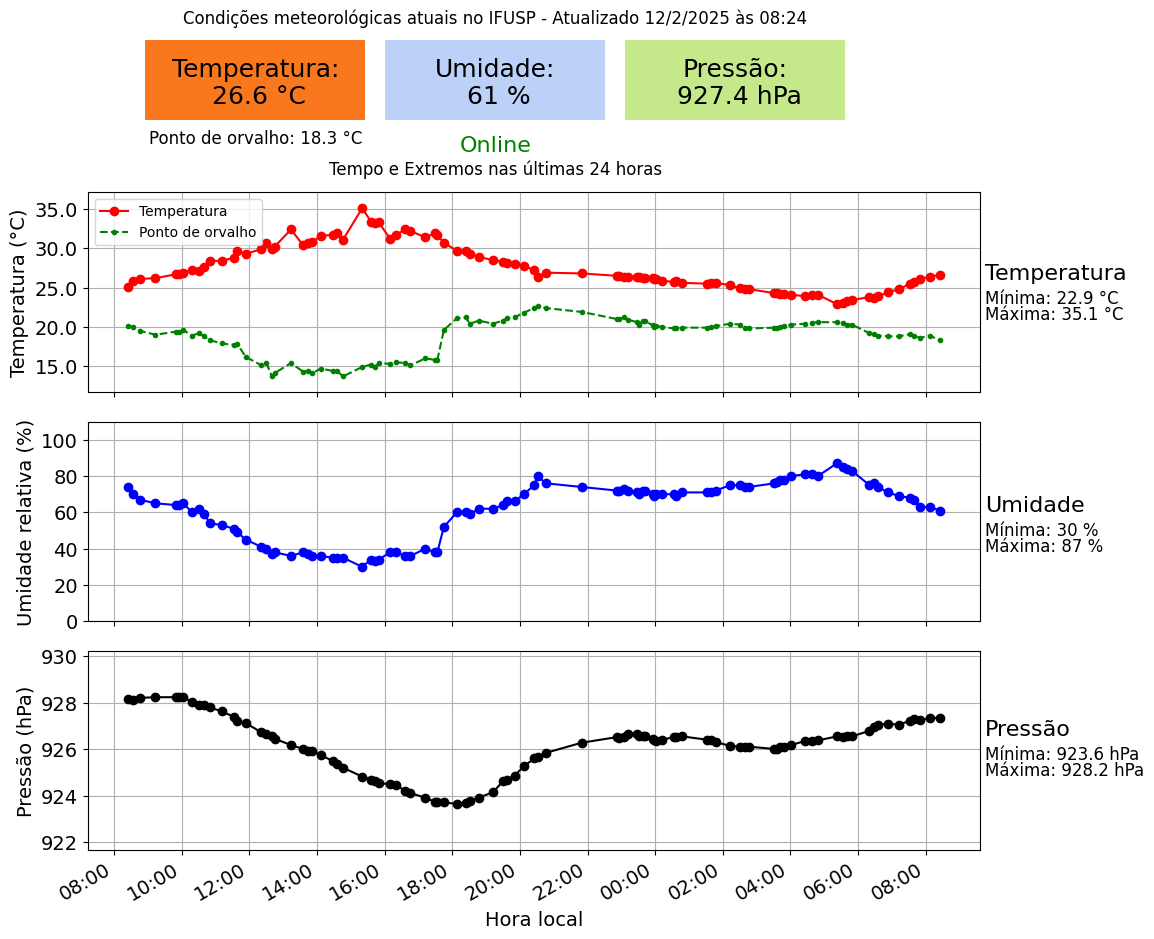 Condições meteorológicas atuais no IFUSP - Atualizado 12/2/2025 às 08:24
Temperatura:
26.6 °C
Umidade:
61 %
Pressão:
927.4 hPa
Ponto de orvalho: 18.3 °C
Online
Tempo e Extremos nas últimas 24 horas
Temperatura (°C)
35.0
30.0
25.0
20.0
15.0
Temperatura
Ponto de orvalho
Temperatura
Mínima: 22.9 °C
Máxima: 35.1 °C
Umidade relativa (%)
100
80
60
40
20
0
Umidade
Mínima: 30 %
Máxima: 87 %
Pressão (hPa)
930
928
926
924
922
Pressão
Mínima: 923.6 hPa
Máxima: 928.2 hPa
08:00
10:00
12:00
14:00
16:00
18:00
20:00
22:00
00:00
02:00
04:00
06:00
08:00
Hora local